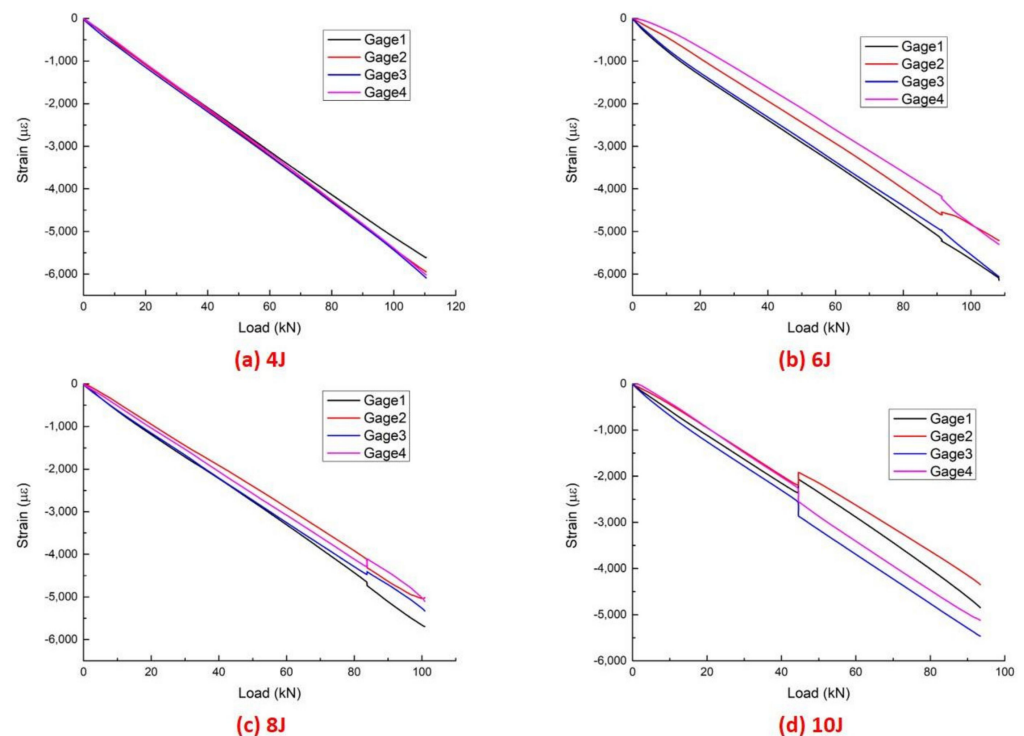 0
-1,000
-2,000
-3,000
-4,000
-5,000
-6,000
Strain (με)
0 20 40 60 80 100 120
Load (kN)
Gage1
Gage2
Gage3
Gage4
(a) 4J
0
-1,000
-2,000
-3,000
-4,000
-5,000
-6,000
Strain (με)
0 20 40 60 80 100
Load (kN)
Gage1
Gage2
Gage3
Gage4
(b) 6J
0
-1,000
-2,000
-3,000
-4,000
-5,000
-6,000
Strain (με)
0 20 40 60 80 100
Load (kN)
Gage1
Gage2
Gage3
Gage4
(c) 8J
0
-1,000
-2,000
-3,000
-4,000
-5,000
-6,000
Strain (με)
0 20 40 60 80 100
Load (kN)
Gage1
Gage2
Gage3
Gage4
(d) 10J